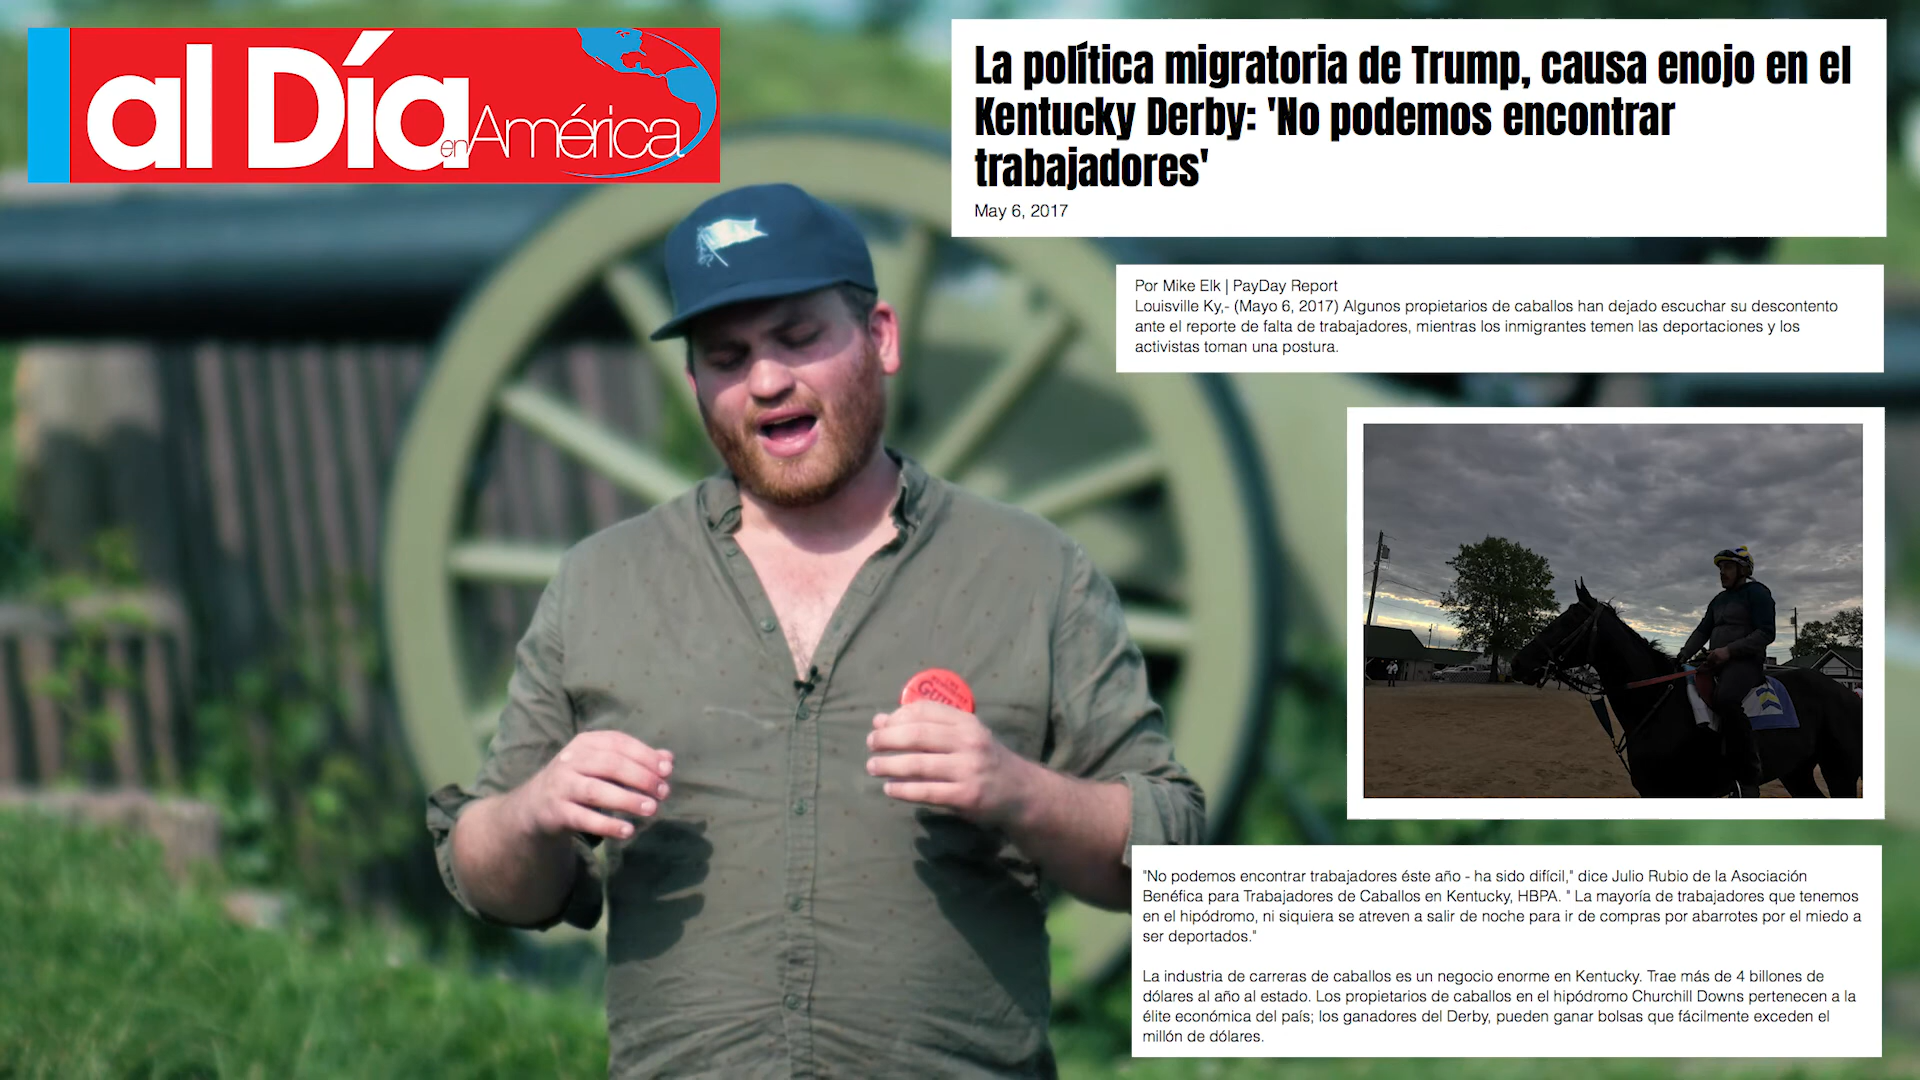 al Día
en América
La política migratoria de Trump, causa enojo en el
Kentucky Derby: 'No podemos encontrar
trabajadores'
May 6, 2017
Por Mike Elk | PayDay Report
Louisville Ky,- (Mayo 6, 2017) Algunos propietarios de caballos han dejado escuchar su descontento
ante el reporte de falta de trabajadores, mientras los inmigrantes temen las deportaciones y los
activistas toman una postura.
"No podemos encontrar trabajadores éste año - ha sido difícil," dice Julio Rubio de la Asociación
Benéfica para Trabajadores de Caballos en Kentucky, HBPA. " La mayoría de trabajadores que tenemos
en el hipódromo, ni siquiera se atreven a salir de noche para ir de compras por abarrotes por el miedo a
ser deportados."
La industria de carreras de caballos es un negocio enorme en Kentucky. Trae más de 4 billones de
dólares al año al estado. Los propietarios de caballos en el hipódromo Churchill Downs pertenecen a la
élite económica del país; los ganadores del Derby, pueden ganar bolsas que fácilmente exceden el
millón de dólares.